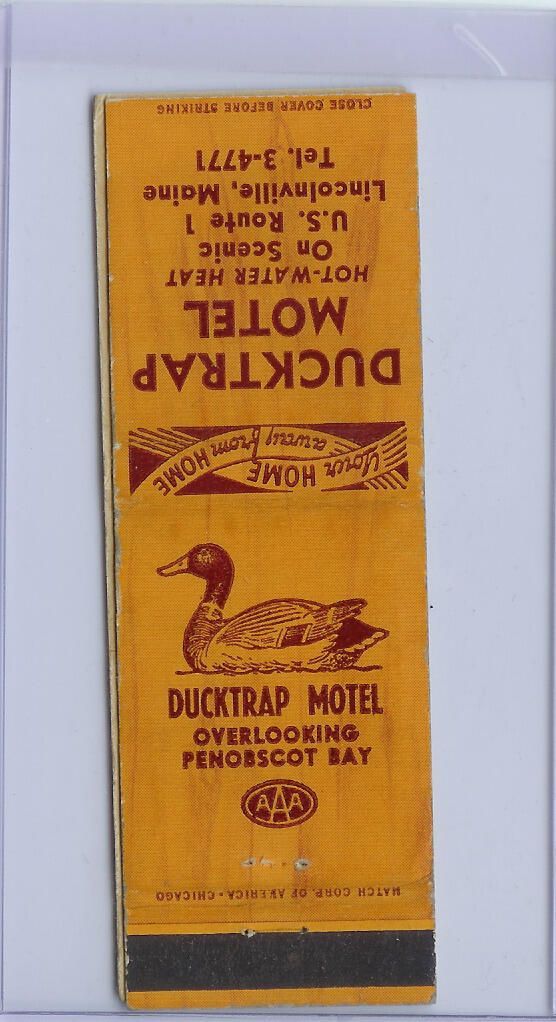 CLOSE COVER BEFORE STRIKING
Tel. 3-4771
Lincolnville, Maine
U.S. Route 1
On Scenic
HOT-WATER HEAT
MOTEL
DUCKTRAP
Your HOME away from HOME
DUCKTRAP MOTEL
OVERLOOKING
PENOBSCOT BAY
AAA
MATCH CORP. OF AMERICA • CHICAGO